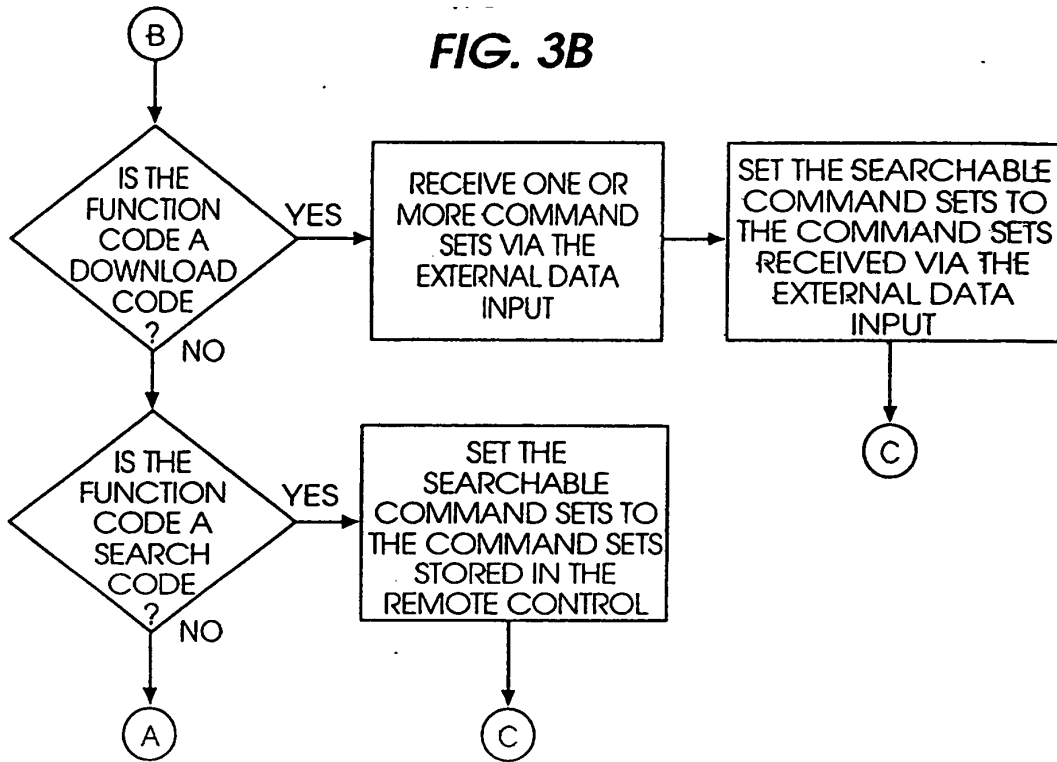 B
FIG. 3B
IS THE
FUNCTION
CODE A
DOWNLOAD
CODE
?
YES
NO
RECEIVE ONE OR
MORE COMMAND
SETS VIA THE
EXTERNAL DATA
INPUT
SET THE SEARCHABLE
COMMAND SETS TO
THE COMMAND SETS
RECEIVED VIA THE
EXTERNAL DATA
INPUT
C
IS THE
FUNCTION
CODE A
SEARCH
CODE
?
YES
NO
SET THE
SEARCHABLE
COMMAND SETS TO
THE COMMAND SETS
STORED IN THE
REMOTE CONTROL
A
C